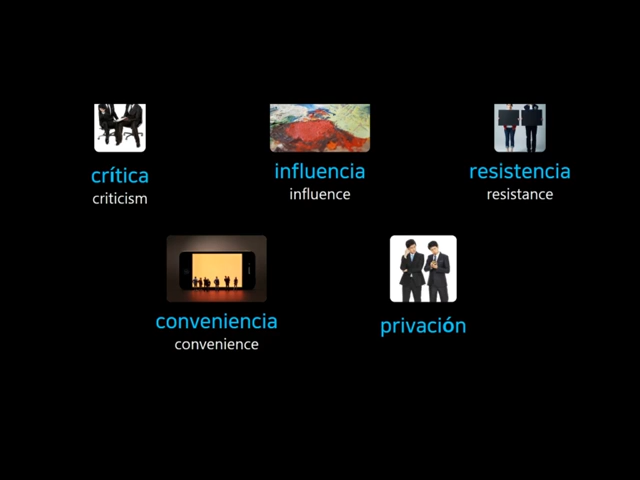 crítica
criticism
influencia
influence
resistencia
resistance
conveniencia
convenience
privación